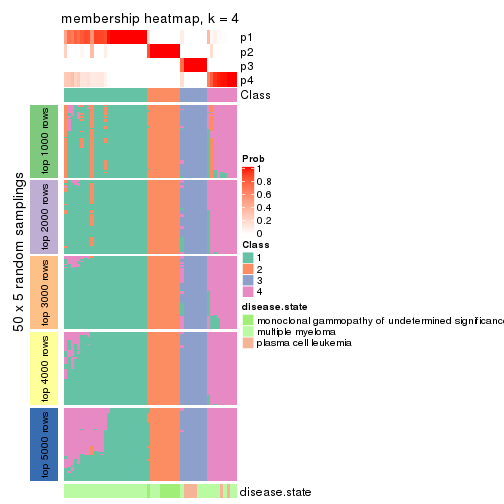 membership heatmap, k = 4
p1
p2
p3
p4
Class
50 x 5 random samplings
top 1000 rows
top 2000 rows
top 3000 rows
top 4000 rows
top 5000 rows
disease.state
Prob
1
0.8
0.6
0.4
0.2
0
Class
1
2
3
4
disease.state
monoclonal gammopathy of undetermined significance
multiple myeloma
plasma cell leukemia